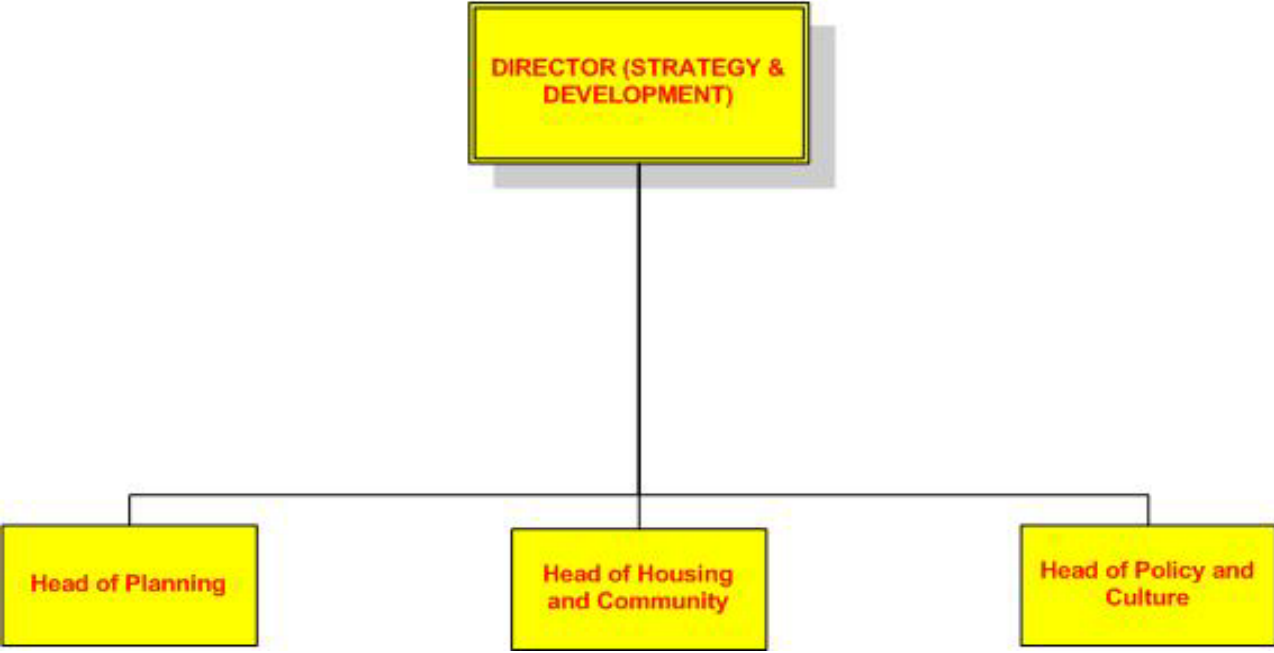 DIRECTOR (STRATEGY &
DEVELOPMENT)
Head of Planning
Head of Housing
and Community
Head of Policy and
Culture